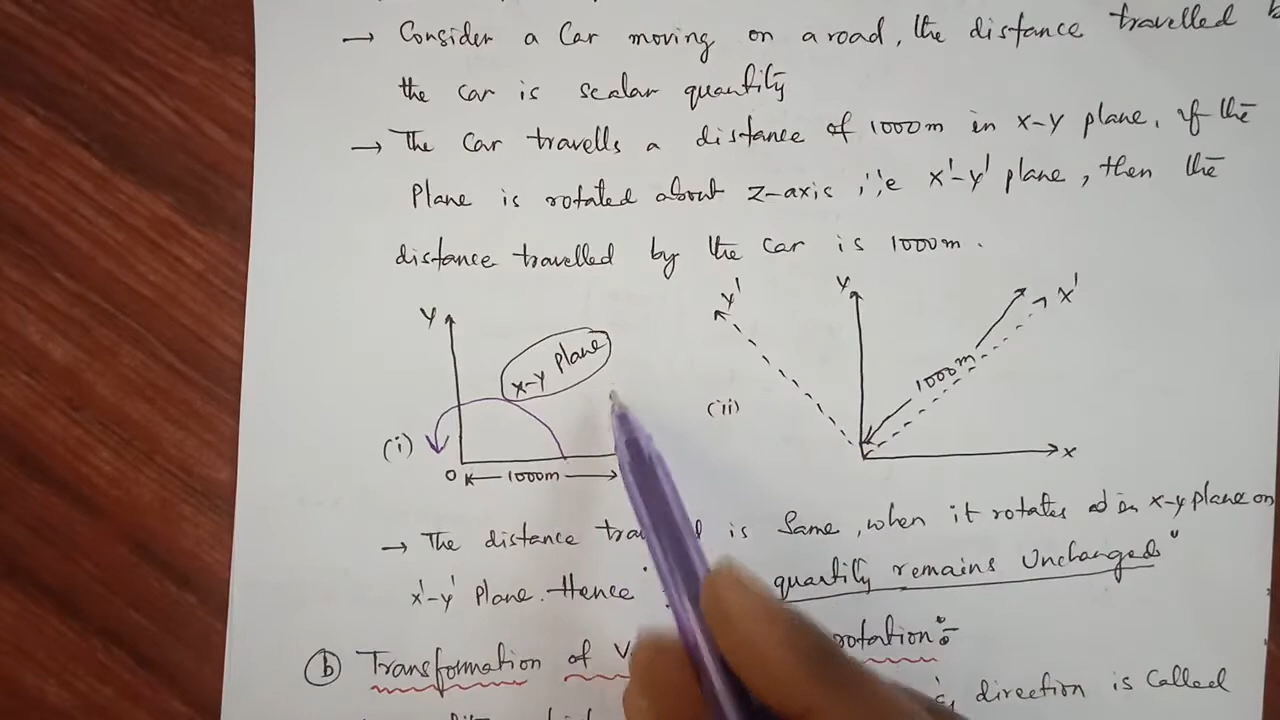 → Consider a Car moving on a road, the distance travelled
the car is scalar quantity
→ The Car travells a distance of 1000m in x-y plane. if the
Plane is rotated about z-axis i,e x'-y' plane, then the
distance travelled by the car is 1000m.
y' y x'
y
x-y plane
1000m
(ii)
(i)
x
0 1000m
→ The distance is Same, when it rotates in x-y plane on
x'-y' Plane. Hence quantity remains Unchanged"
(b) Transformation of rotation:-
direction is called